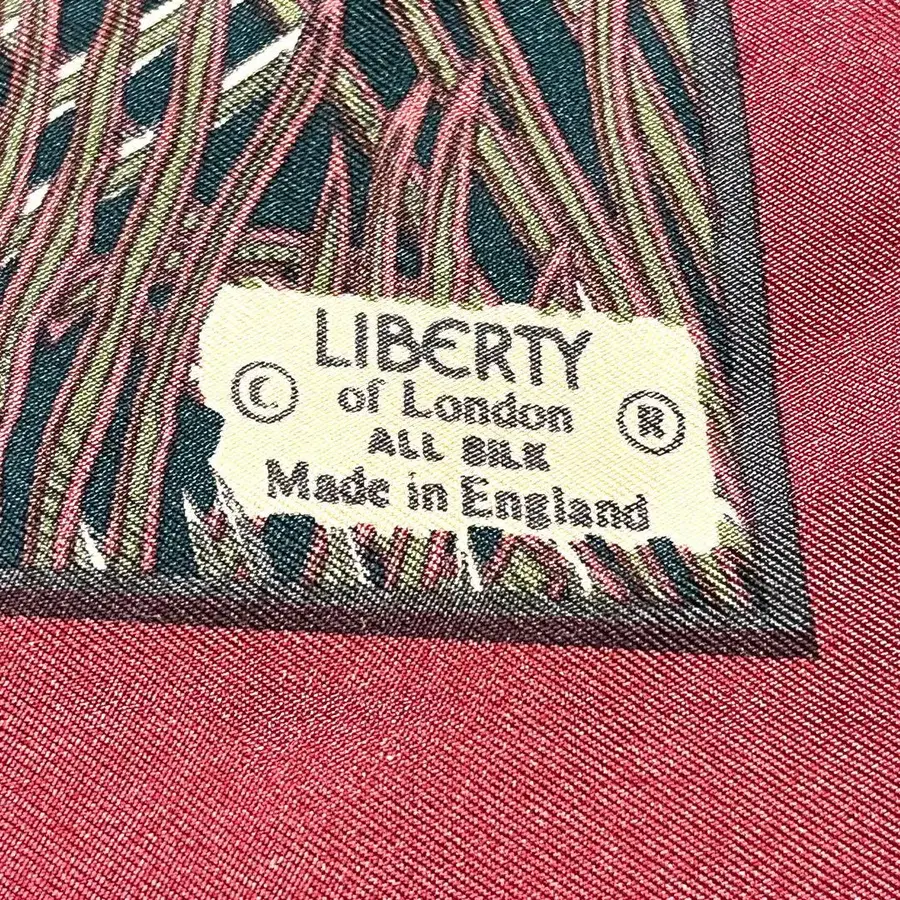 LIBERTY
© of London ®
ALL SILK
Made in England